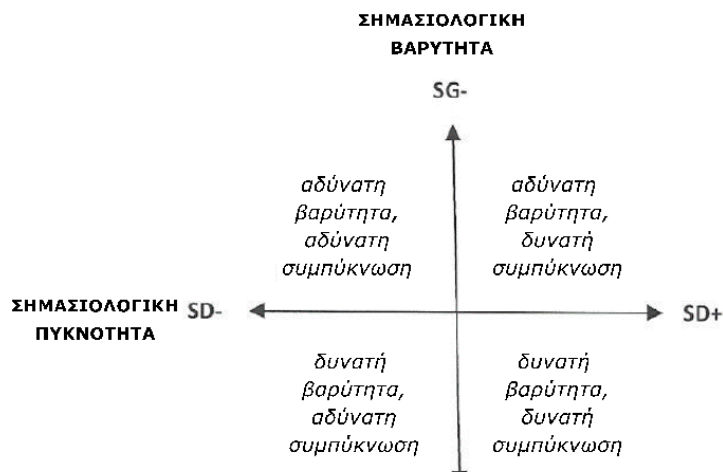 ΣΗΜΑΣΙΟΛΟΓΙΚΗ
ΒΑΡΥΤΗΤΑ
SG-
αδύνατη
βαρύτητα,
αδύνατη
συμπύκνωση
αδύνατη
βαρύτητα,
δυνατή
συμπύκνωση
ΣΗΜΑΣΙΟΛΟΓΙΚΗ
ΠΥΚΝΟΤΗΤΑ
SD-
SD+
δυνατή
βαρύτητα,
αδύνατη
συμπύκνωση
δυνατή
βαρύτητα,
δυνατή
συμπύκνωση